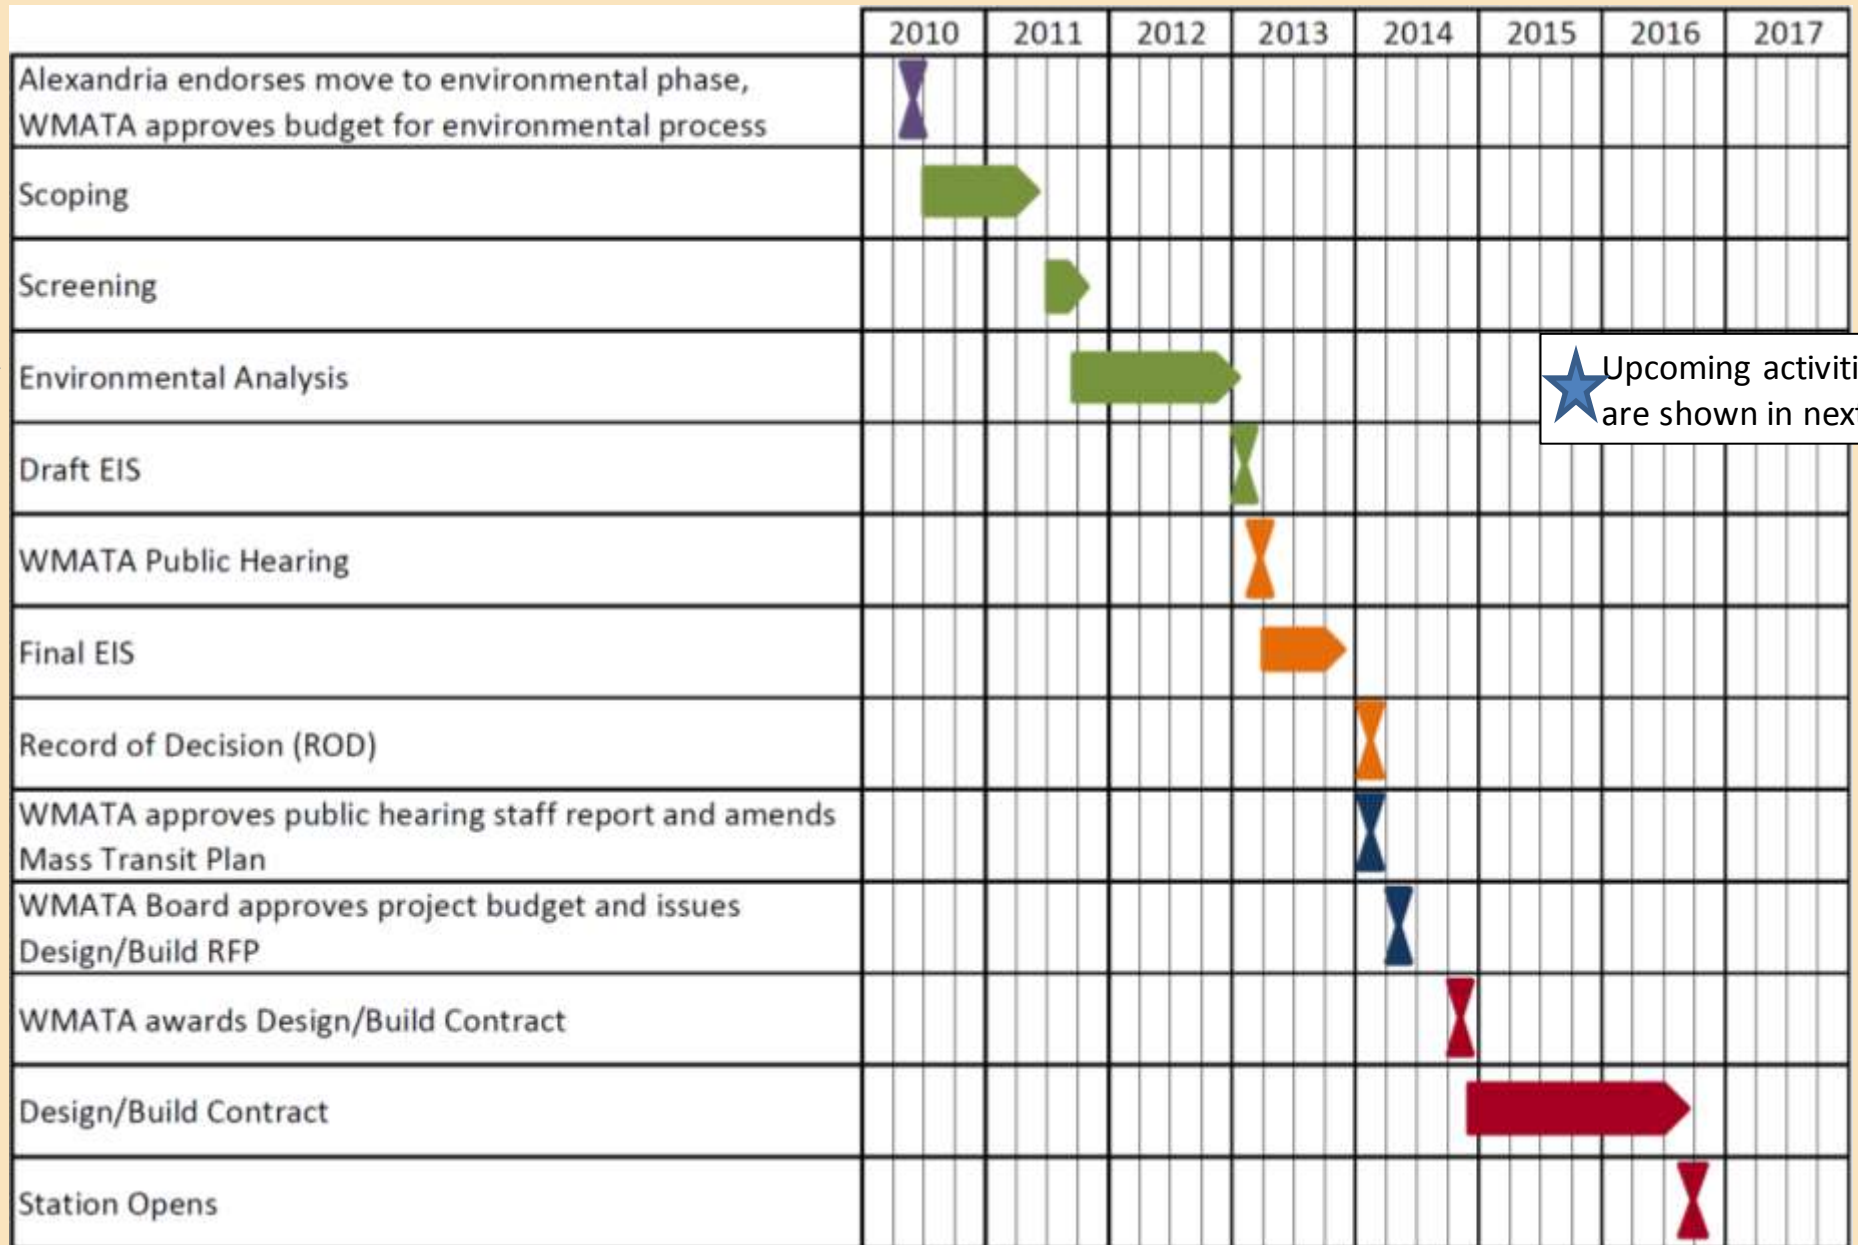 2010 2011 2012 2013 2014 2015 2016 2017
Alexandria endorses move to environmental phase,
WMATA approves budget for environmental process
Scoping
Screening
Environmental Analysis
Upcoming activiti
are shown in next
Draft EIS
WMATA Public Hearing
Final EIS
Record of Decision (ROD)
WMATA approves public hearing staff report and amends
Mass Transit Plan
WMATA Board approves project budget and issues
Design/Build RFP
WMATA awards Design/Build Contract
Design/Build Contract
Station Opens